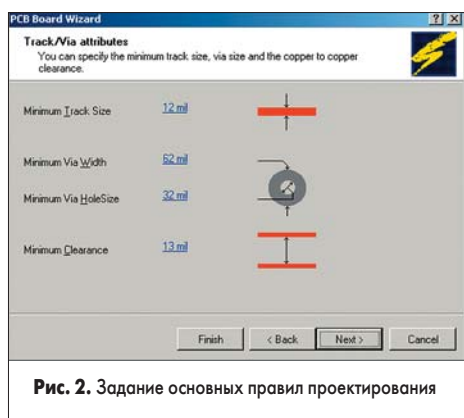 PCB Board Wizard
Track/Via attributes
You can specify the minimum track size, via size and the copper to copper
clearance.
Minimum Track Size 12 mil
Minimum Via Width 62 mil
Minimum Via HoleSize 32 mil
Minimum Clearance 13 mil
Finish < Back Next > Cancel
Рис. 2. Задание основных правил проектирования